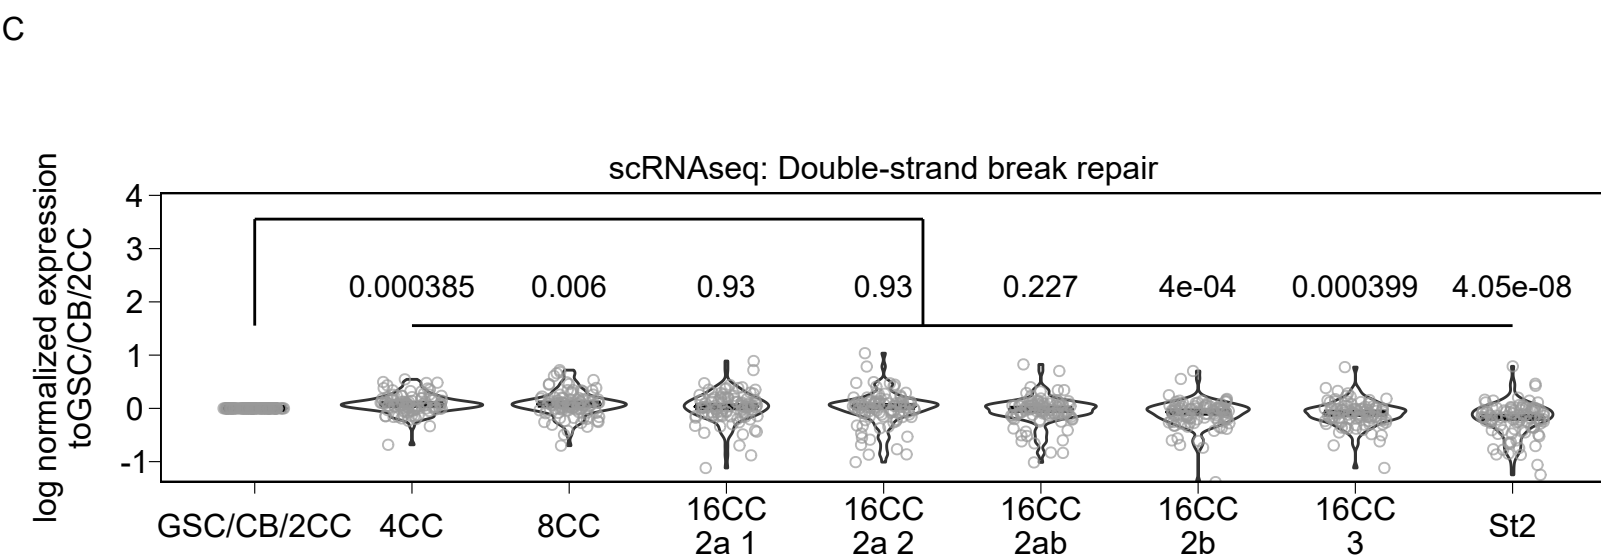 C
scRNAseq: Double-strand break repair
log normalized expression
toGSC/CB/2CC
4
3
2
1
0
-1
0.000385 0.006 0.93 0.93 0.227 4e-04 0.000399 4.05e-08
GSC/CB/2CC 4CC 8CC 16CC 16CC 16CC 16CC 16CC St2
2a 1 2a 2 2ab 2b 3